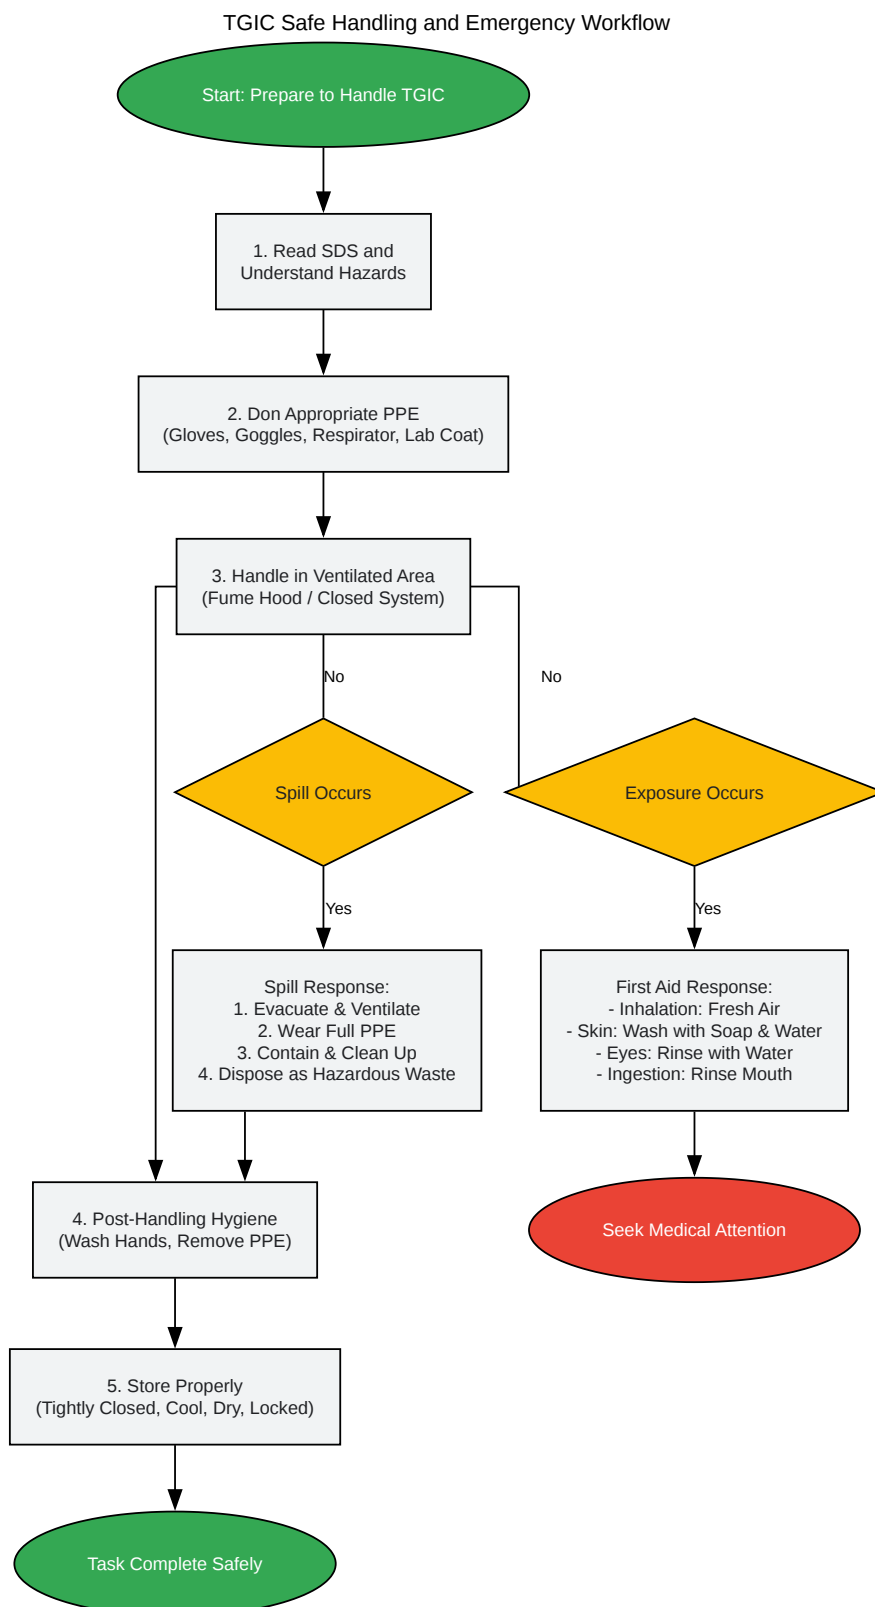 TGIC Safe Handling and Emergency Workflow
Start: Prepare to Handle TGIC
1. Read SDS and
Understand Hazards
2. Don Appropriate PPE
(Gloves, Goggles, Respirator, Lab Coat)
3. Handle in Ventilated Area
(Fume Hood / Closed System)
No
No
Spill Occurs
Exposure Occurs
Yes
Yes
Spill Response:
1. Evacuate & Ventilate
2. Wear Full PPE
3. Contain & Clean Up
4. Dispose as Hazardous Waste
First Aid Response:
- Inhalation: Fresh Air
- Skin: Wash with Soap & Water
- Eyes: Rinse with Water
- Ingestion: Rinse Mouth
4. Post-Handling Hygiene
(Wash Hands, Remove PPE)
Seek Medical Attention
5. Store Properly
(Tightly Closed, Cool, Dry, Locked)
Task Complete Safely